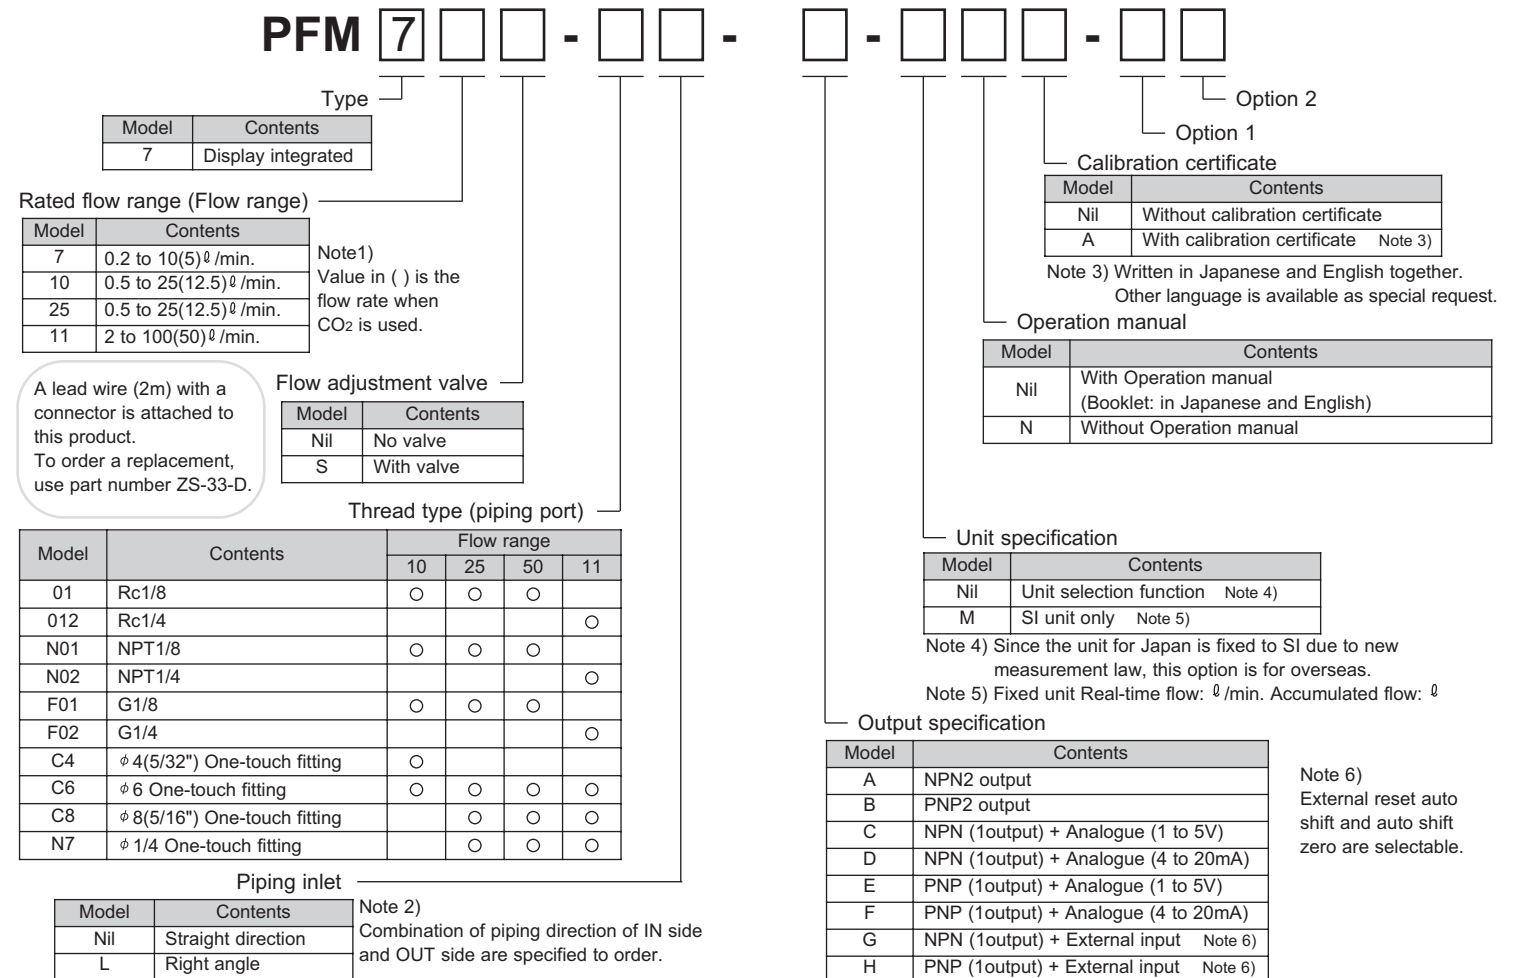 PFM 7 - - - -
Type
Model Contents
7 Display integrated
Rated flow range (Flow range)
Model Contents
7 0.2 to 10(5)ℓ/min.
10 0.5 to 25(12.5)ℓ/min.
25 0.5 to 25(12.5)ℓ/min.
11 2 to 100(50)ℓ/min.
Note1)
Value in ( ) is the
flow rate when
CO2 is used.
A lead wire (2m) with a
connector is attached to
this product.
To order a replacement,
use part number ZS-33-D.
Flow adjustment valve
Model Contents
Nil No valve
S With valve
Thread type (piping port)
Model Contents Flow range
10 25 50 11
01 Rc1/8 ○ ○ ○
012 Rc1/4 ○
N01 NPT1/8 ○ ○ ○
N02 NPT1/4 ○
F01 G1/8 ○ ○ ○
F02 G1/4 ○
C4 φ4(5/32") One-touch fitting ○
C6 φ6 One-touch fitting ○ ○ ○ ○
C8 φ8(5/16") One-touch fitting ○ ○ ○
N7 φ1/4 One-touch fitting ○ ○ ○
Piping inlet
Model Contents
Nil Straight direction
L Right angle
Note 2)
Combination of piping direction of IN side
and OUT side are specified to order.
Option 2
Option 1
Calibration certificate
Model Contents
Nil Without calibration certificate
A With calibration certificate Note 3)
Note 3) Written in Japanese and English together.
Other language is available as special request.
Operation manual
Model Contents
Nil With Operation manual
(Booklet: in Japanese and English)
N Without Operation manual
Unit specification
Model Contents
Nil Unit selection function Note 4)
M SI unit only Note 5)
Note 4) Since the unit for Japan is fixed to SI due to new
measurement law, this option is for overseas.
Note 5) Fixed unit Real-time flow: ℓ/min. Accumulated flow: ℓ
Output specification
Model Contents
A NPN2 output
B PNP2 output
C NPN (1output) + Analogue (1 to 5V)
D NPN (1output) + Analogue (4 to 20mA)
E PNP (1output) + Analogue (1 to 5V)
F PNP (1output) + Analogue (4 to 20mA)
G NPN (1output) + External input Note 6)
H PNP (1output) + External input Note 6)
Note 6)
External reset auto
shift and auto shift
zero are selectable.